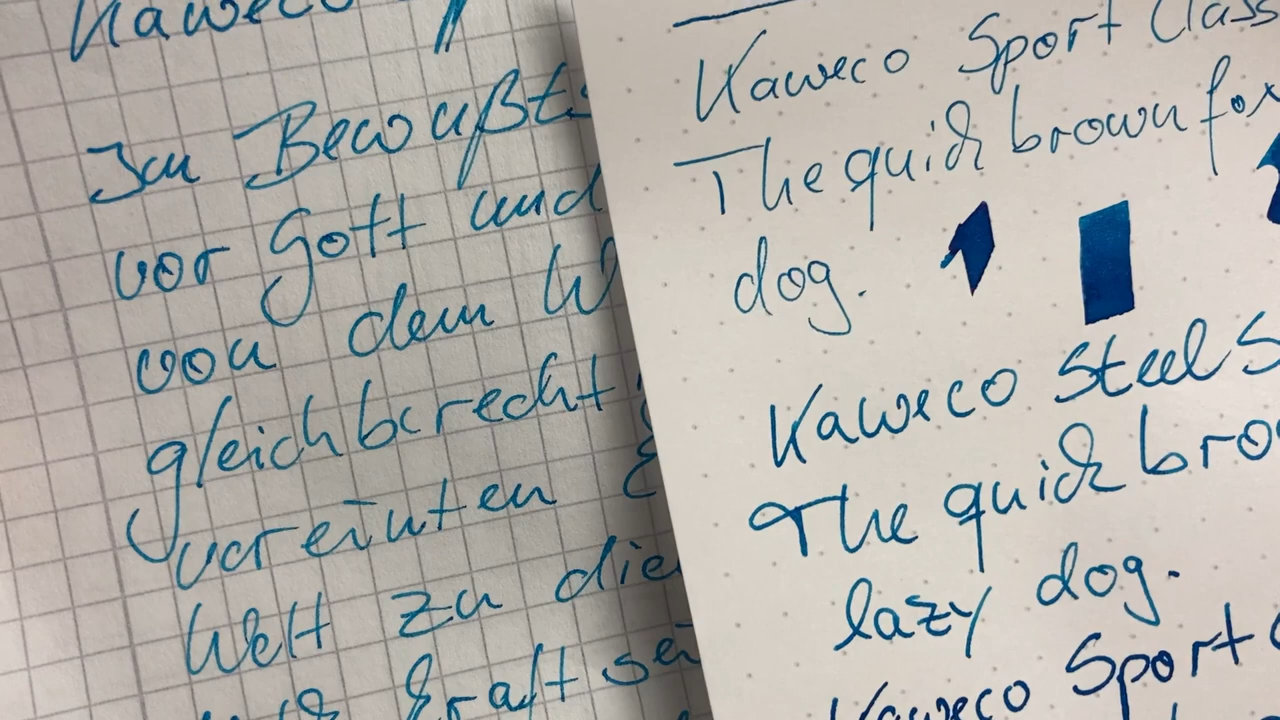 Kaweco
Im Bewußts
vor Gott und
von dem W
gleichberecht
vereinten E
Welt zu die
Kraft sei
Kaweco Sport Class
The quick brown fox
dog.
Kaweco Steel S
The quick bro
lazy dog.
Kaweco Sport